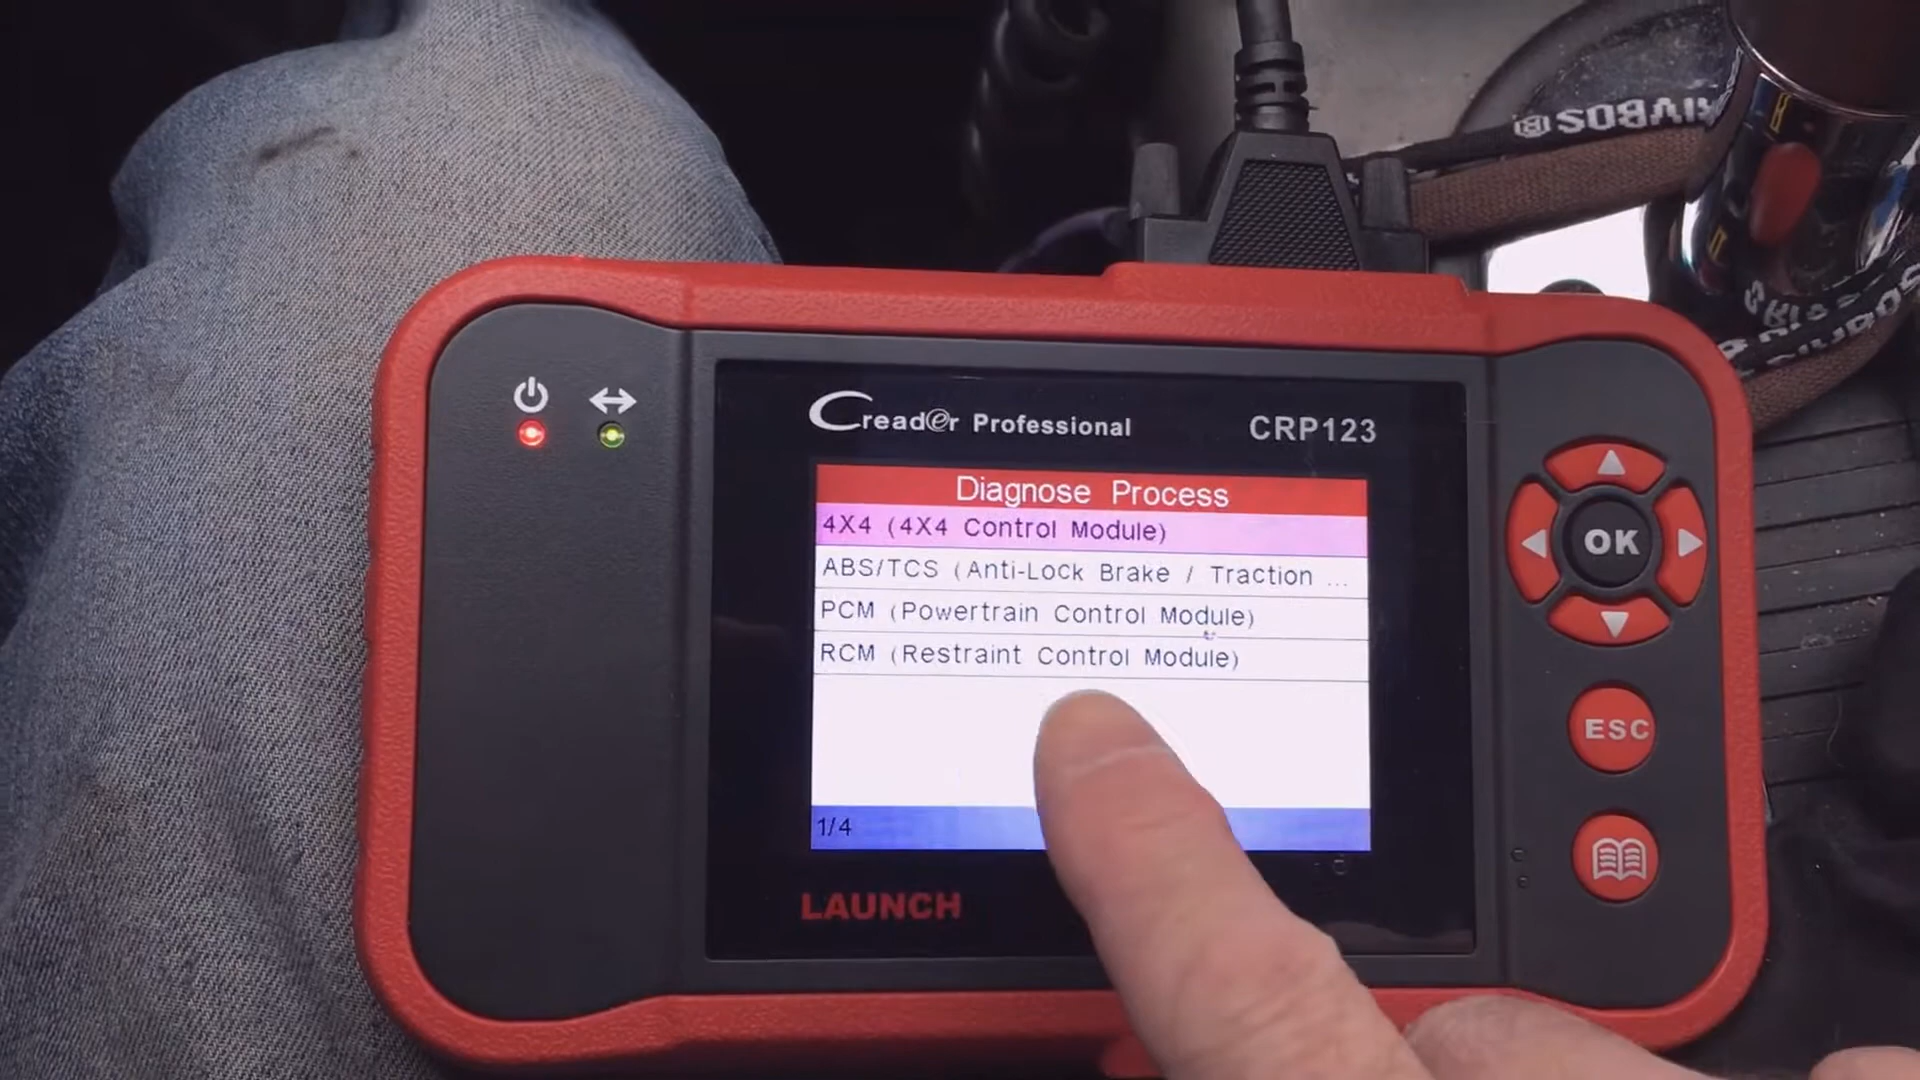 VIVBOS®
Creader Professional CRP123
Diagnose Process
4X4 (4X4 Control Module)
ABS/TCS (Anti-Lock Brake / Traction ...
PCM (Powertrain Control Module)
RCM (Restraint Control Module)
1/4
LAUNCH
OK
ESC